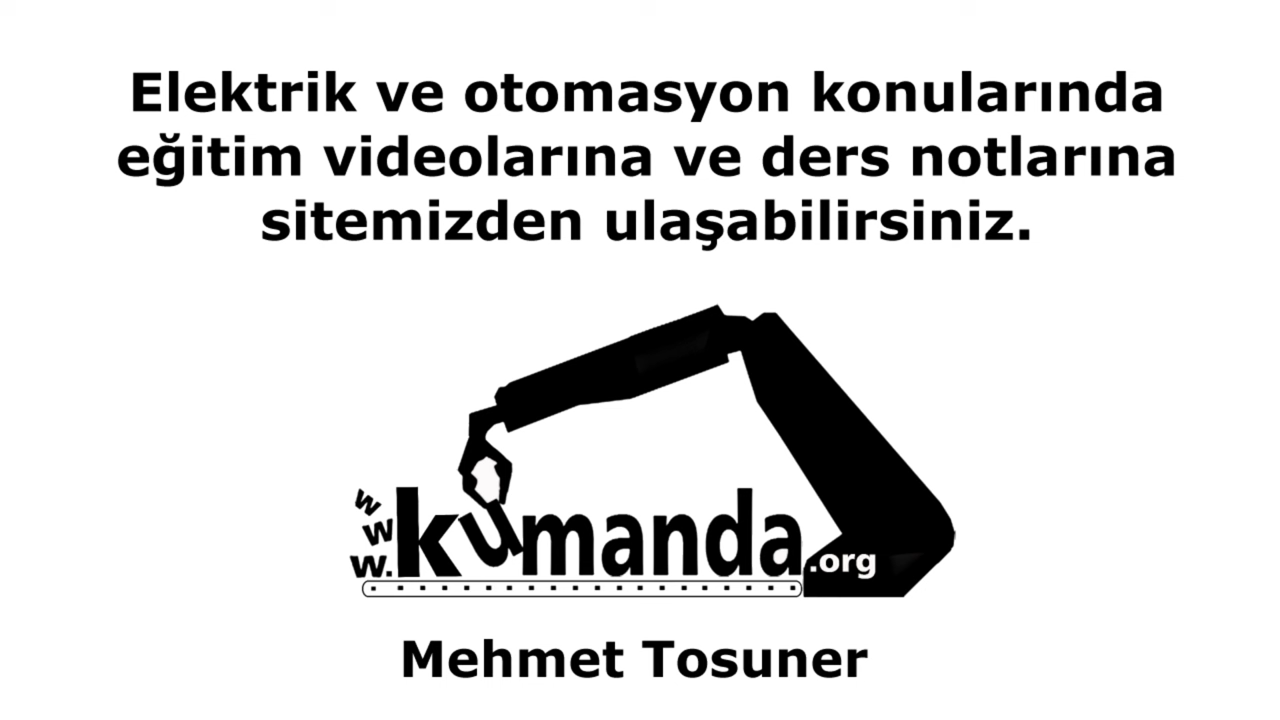 Elektrik ve otomasyon konularında
eğitim videolarına ve ders notlarına
sitemizden ulaşabilirsiniz.
www.kumanda.org
Mehmet Tosuner